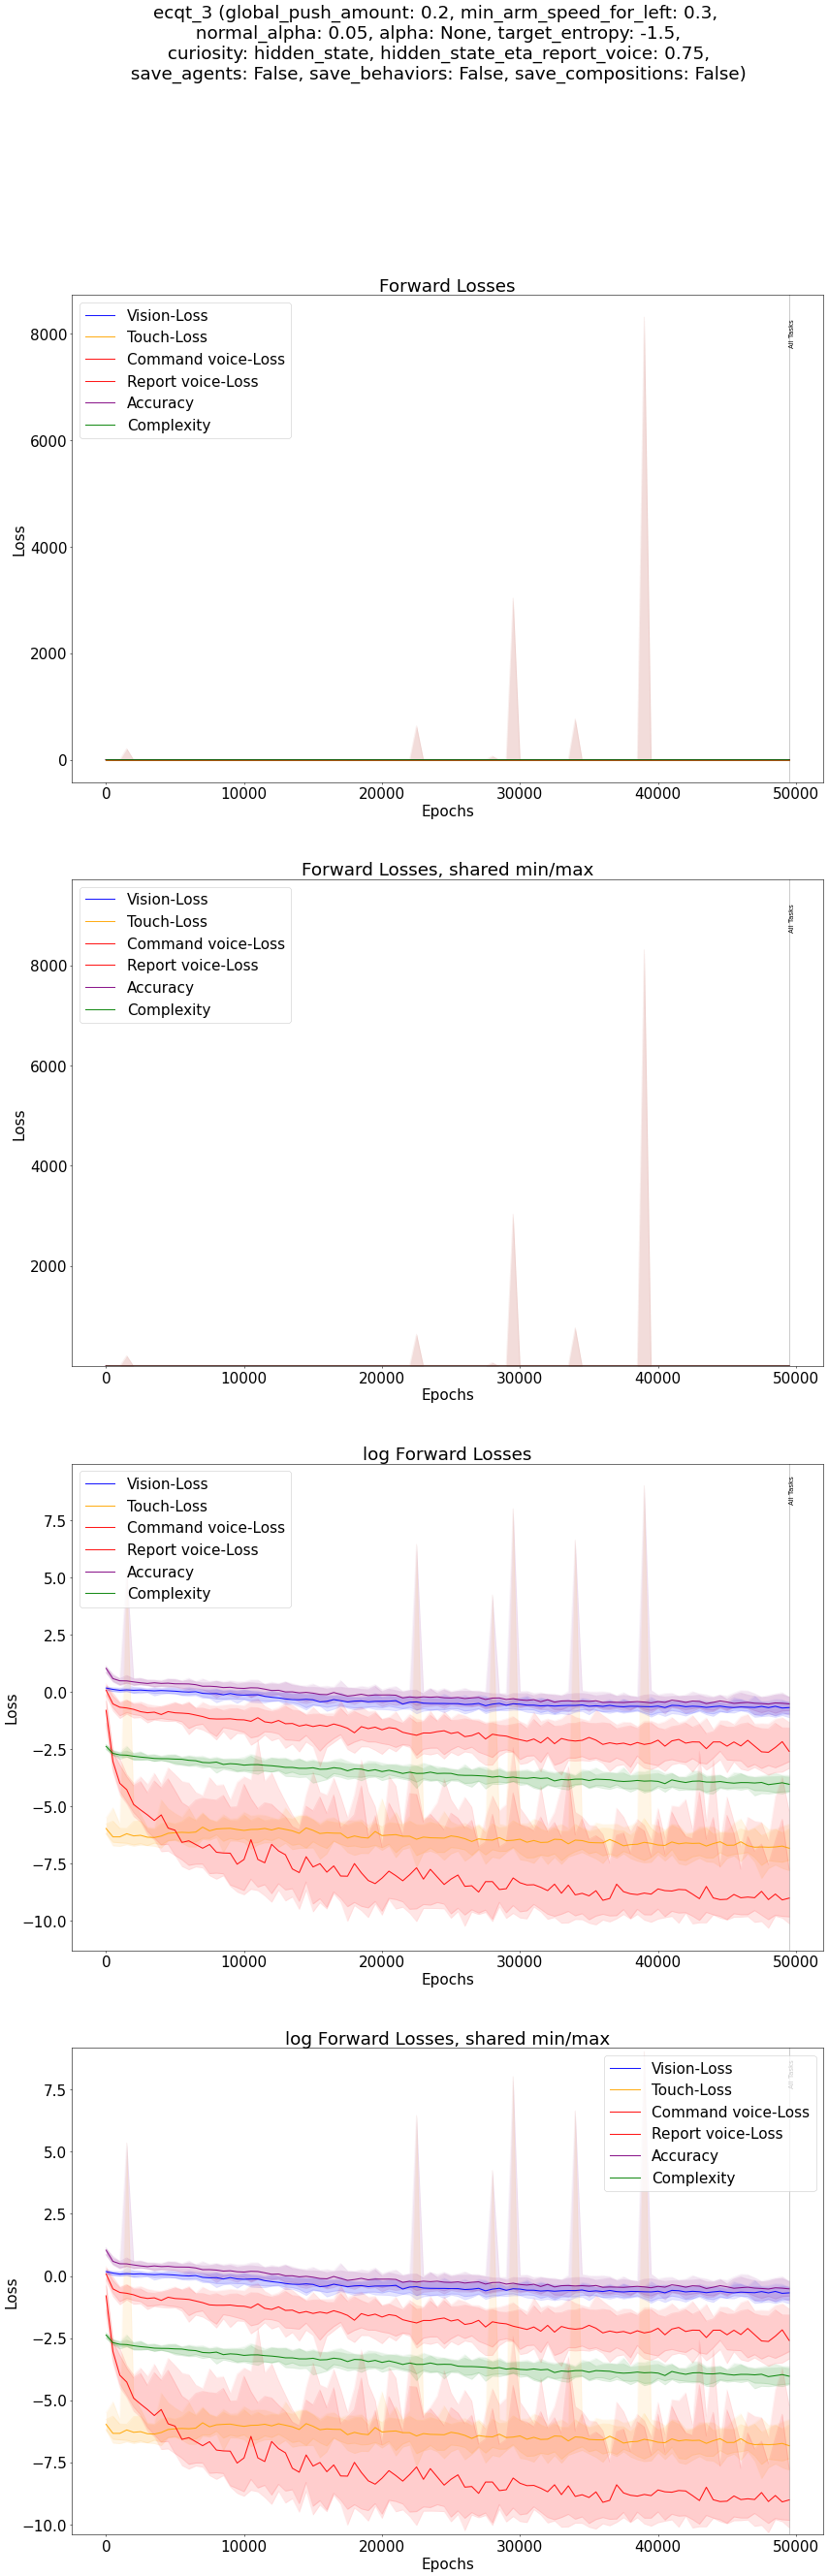 ecqt_3 (global_push_amount: 0.2, min_arm_speed_for_left: 0.3,
normal_alpha: 0.05, alpha: None, target_entropy: -1.5,
curiosity: hidden_state, hidden_state_eta_report_voice: 0.75,
save_agents: False, save_behaviors: False, save_compositions: False)
Forward Losses
Vision-Loss
Touch-Loss
Command voice-Loss
Report voice-Loss
Accuracy
Complexity
All Tasks
8000
6000
4000
2000
0
Loss
0
10000
20000
30000
40000
50000
Epochs
Forward Losses, shared min/max
Vision-Loss
Touch-Loss
Command voice-Loss
Report voice-Loss
Accuracy
Complexity
All Tasks
8000
6000
4000
2000
Loss
0
10000
20000
30000
40000
50000
Epochs
log Forward Losses
Vision-Loss
Touch-Loss
Command voice-Loss
Report voice-Loss
Accuracy
Complexity
All Tasks
7.5
5.0
2.5
0.0
−2.5
−5.0
−7.5
−10.0
Loss
0
10000
20000
30000
40000
50000
Epochs
log Forward Losses, shared min/max
Vision-Loss
Touch-Loss
Command voice-Loss
Report voice-Loss
Accuracy
Complexity
All Tasks
7.5
5.0
2.5
0.0
−2.5
−5.0
−7.5
−10.0
Loss
0
10000
20000
30000
40000
50000
Epochs